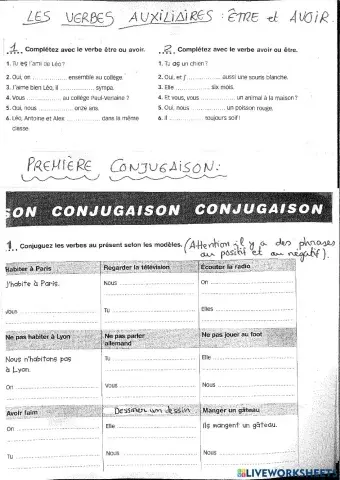 LES VERBES AUXILIAIRES : ÊTRE et AVOIR.
1. Complétez avec le verbe être ou avoir.
1. Tu es l'ami de Léo?
2. Oui, on ........ ensemble au collège.
3. J'aime bien Léo, il ........ sympa.
4. Vous ........ au collège Paul-Verlaine ?
5. Oui, nous ........ onze ans.
6. Léo, Antoine et Alex ........ dans la même
classe.
2. Complétez avec le verbe avoir ou être.
1. Tu as un chien?
2. Oui, et j' ........ aussi une souris blanche.
3. Elle ........ six mois.
4. Et vous, vous ........ un animal à la maison?
5. Oui, nous ........ un poisson rouge.
6. Il ........ toujours soif!
PREMIÈRE CONJUGAISON:
SON CONJUGAISON CONJUGAISON
1. Conjuguez les verbes au présent selon les modèles. (Attention il y a des phrases
au positif et au négatif).
Habiter à Paris
J'habite à Paris.
Vous
Regarder la télévision
Nous
Tu
Ecouter la radio
On
Elles
Ne pas habiter à Lyon
Nous n'habitons pas
à Lyon.
On
Ne pas parler
allemand
Tu
Vous
Ne pas jouer au foot
Elle
Nous
Avoir faim
On
Tu
Dessiner un dessin
Elle
Nous
Manger un gâteau
Ils mangent un gâteau.
Nous
LIVEWORKSHEETS